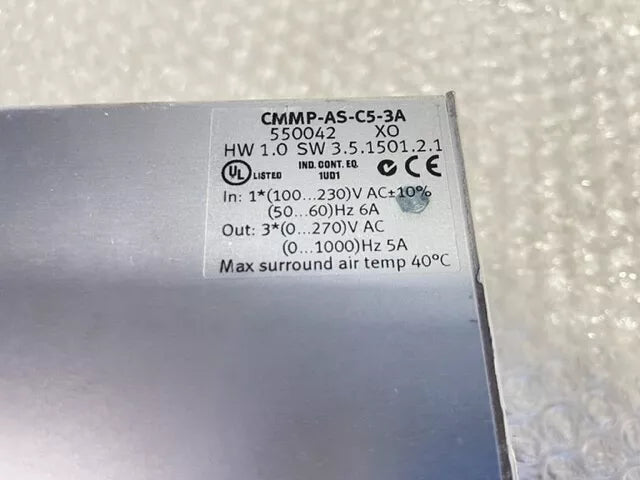 CMMP-AS-C5-3A
550042 XO
HW 1.0 SW 3.5.1501.2.1
UL LISTED IND. CONT. EQ. 1UD1 CE
In: 1*(100...230)V AC±10%
(50...60)Hz 6A
Out: 3*(0...270)V AC
(0...1000)Hz 5A
Max surround air temp 40°C